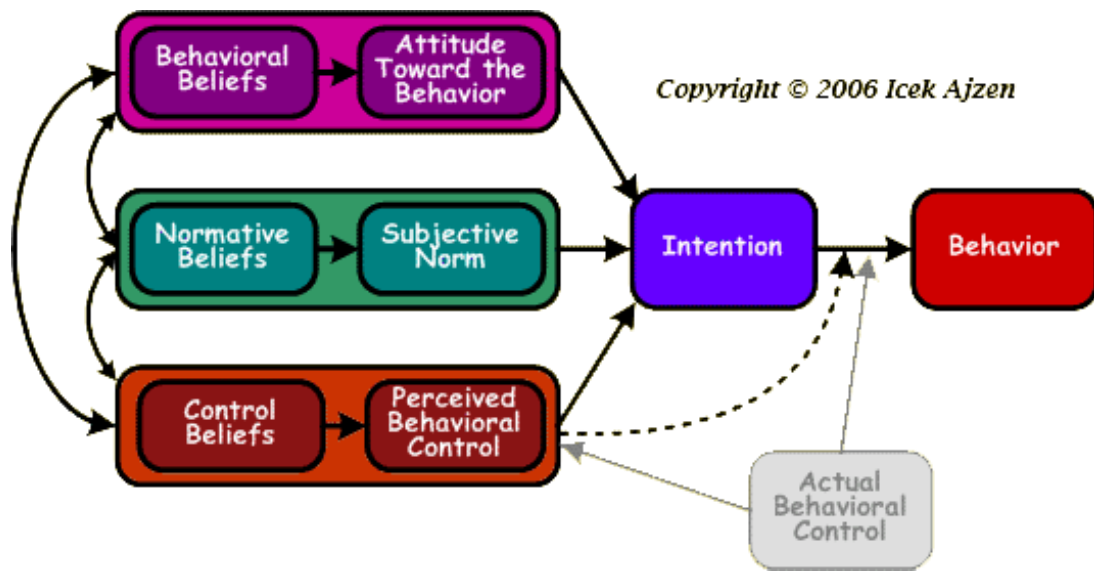 Behavioral
Beliefs
Attitude
Toward the
Behavior
Copyright © 2006 Icek Ajzen
Normative
Beliefs
Subjective
Norm
Intention
Behavior
Control
Beliefs
Perceived
Behavioral
Control
Actual
Behavioral
Control